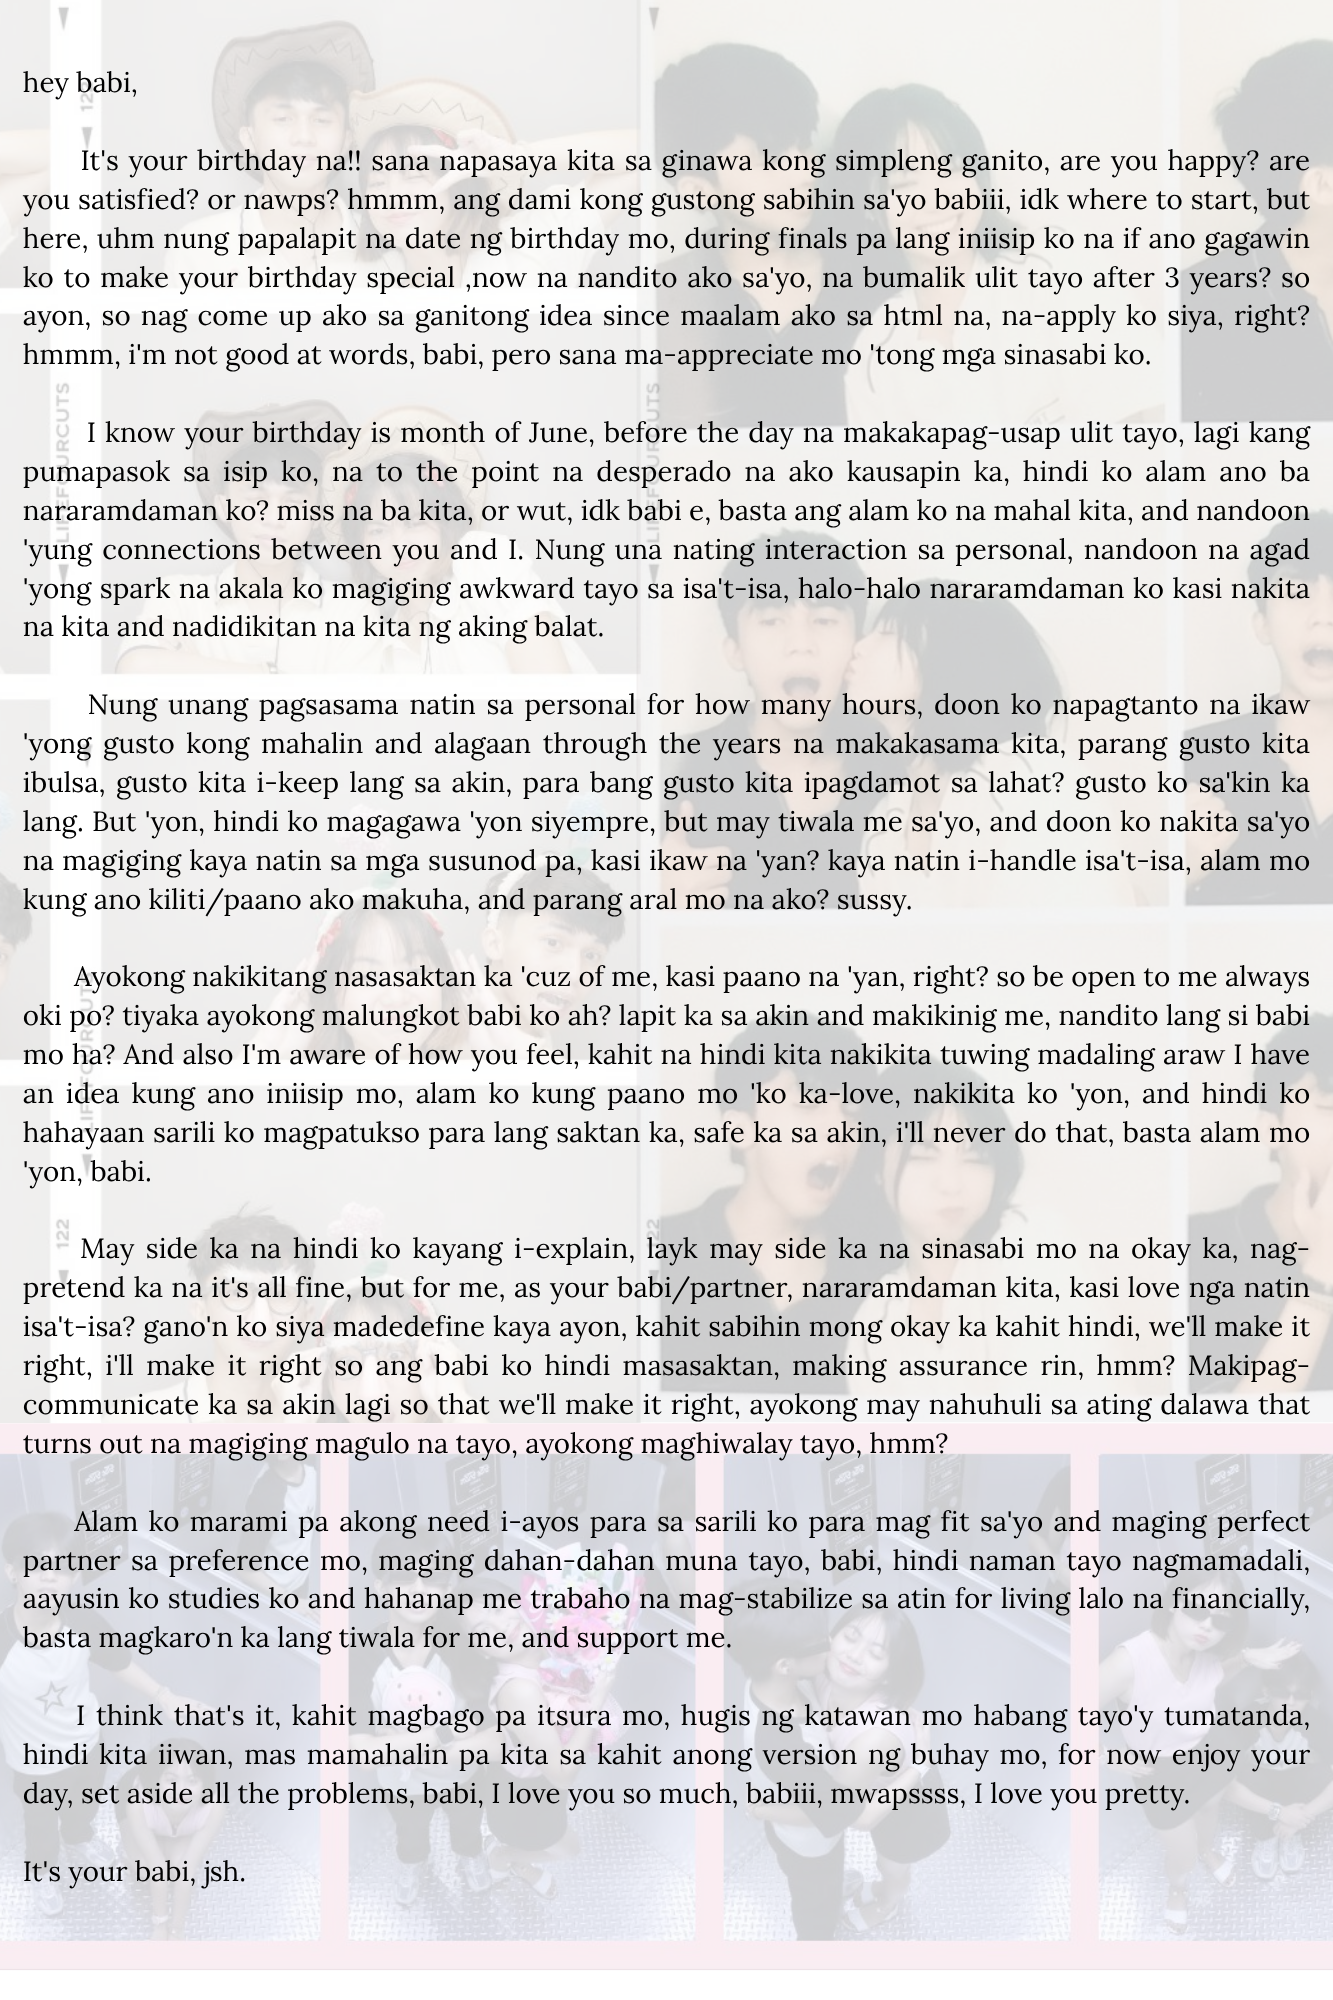 hey babi,
It's your birthday na!! sana napasaya kita sa ginawa kong simpleng ganito, are you happy? are
you satisfied? or nawps? hmmm, ang dami kong gustong sabihin sa'yo babiii, idk where to start, but
here, uhm nung papalapit na date ng birthday mo, during finals pa lang iniisip ko na if ano gagawin
ko to make your birthday special ,now na nandito ako sa'yo, na bumalik ulit tayo after 3 years? so
ayon, so nag come up ako sa ganitong idea since maalam ako sa html na, na-apply ko siya, right?
hmmm, i'm not good at words, babi, pero sana ma-appreciate mo 'tong mga sinasabi ko.
I know your birthday is month of June, before the day na makakapag-usap ulit tayo, lagi kang
pumapasok sa isip ko, na to the point na desperado na ako kausapin ka, hindi ko alam ano ba
nararamdaman ko? miss na ba kita, or wut, idk babi e, basta ang alam ko na mahal kita, and nandoon
'yung connections between you and I. Nung una nating interaction sa personal, nandoon na agad
'yong spark na akala ko magiging awkward tayo sa isa't-isa, halo-halo nararamdaman ko kasi nakita
na kita and nadidikitan na kita ng aking balat.
Nung unang pagsasama natin sa personal for how many hours, doon ko napagtanto na ikaw
'yong gusto kong mahalin and alagaan through the years na makakasama kita, parang gusto kita
ibulsa, gusto kita i-keep lang sa akin, para bang gusto kita ipagdamot sa lahat? gusto ko sa'kin ka
lang. But 'yon, hindi ko magagawa 'yon siyempre, but may tiwala me sa'yo, and doon ko nakita sa'yo
na magiging kaya natin sa mga susunod pa, kasi ikaw na 'yan? kaya natin i-handle isa't-isa, alam mo
kung ano kiliti/paano ako makuha, and parang aral mo na ako? sussy.
Ayokong nakikitang nasasaktan ka 'cuz of me, kasi paano na 'yan, right? so be open to me always
oki po? tiyaka ayokong malungkot babi ko ah? lapit ka sa akin and makikinig me, nandito lang si babi
mo ha? And also I'm aware of how you feel, kahit na hindi kita nakikita tuwing madaling araw I have
an idea kung ano iniisip mo, alam ko kung paano mo 'ko ka-love, nakikita ko 'yon, and hindi ko
hahayaan sarili ko magpatukso para lang saktan ka, safe ka sa akin, i'll never do that, basta alam mo
'yon, babi.
May side ka na hindi ko kayang i-explain, layk may side ka na sinasabi mo na okay ka, nag-
pretend ka na it's all fine, but for me, as your babi/partner, nararamdaman kita, kasi love nga natin
isa't-isa? gano'n ko siya madedefine kaya ayon, kahit sabihin mong okay ka kahit hindi, we'll make it
right, i'll make it right so ang babi ko hindi masasaktan, making assurance rin, hmm? Makipag-
communicate ka sa akin lagi so that we'll make it right, ayokong may nahuhuli sa ating dalawa that
turns out na magiging magulo na tayo, ayokong maghiwalay tayo, hmm?
Alam ko marami pa akong need i-ayos para sa sarili ko para mag fit sa'yo and maging perfect
partner sa preference mo, maging dahan-dahan muna tayo, babi, hindi naman tayo nagmamadali,
aayusin ko studies ko and hahanap me trabaho na mag-stabilize sa atin for living lalo na financially,
basta magkaro'n ka lang tiwala for me, and support me.
I think that's it, kahit magbago pa itsura mo, hugis ng katawan mo habang tayo'y tumatanda,
hindi kita iiwan, mas mamahalin pa kita sa kahit anong version ng buhay mo, for now enjoy your
day, set aside all the problems, babi, I love you so much, babiii, mwapssss, I love you pretty.
It's your babi, jsh.